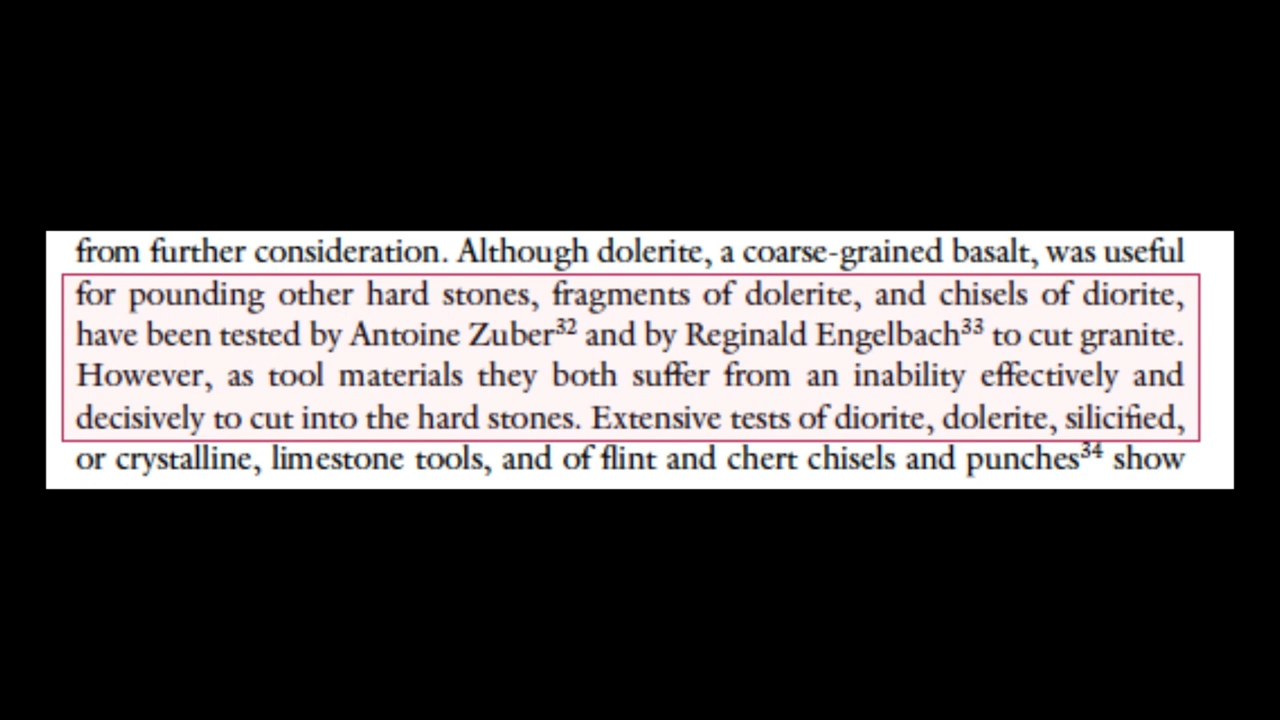 from further consideration. Although dolerite, a coarse-grained basalt, was useful
for pounding other hard stones, fragments of dolerite, and chisels of diorite,
have been tested by Antoine Zuber³² and by Reginald Engelbach³³ to cut granite.
However, as tool materials they both suffer from an inability effectively and
decisively to cut into the hard stones. Extensive tests of diorite, dolerite, silicified,
or crystalline, limestone tools, and of flint and chert chisels and punches³⁴ show